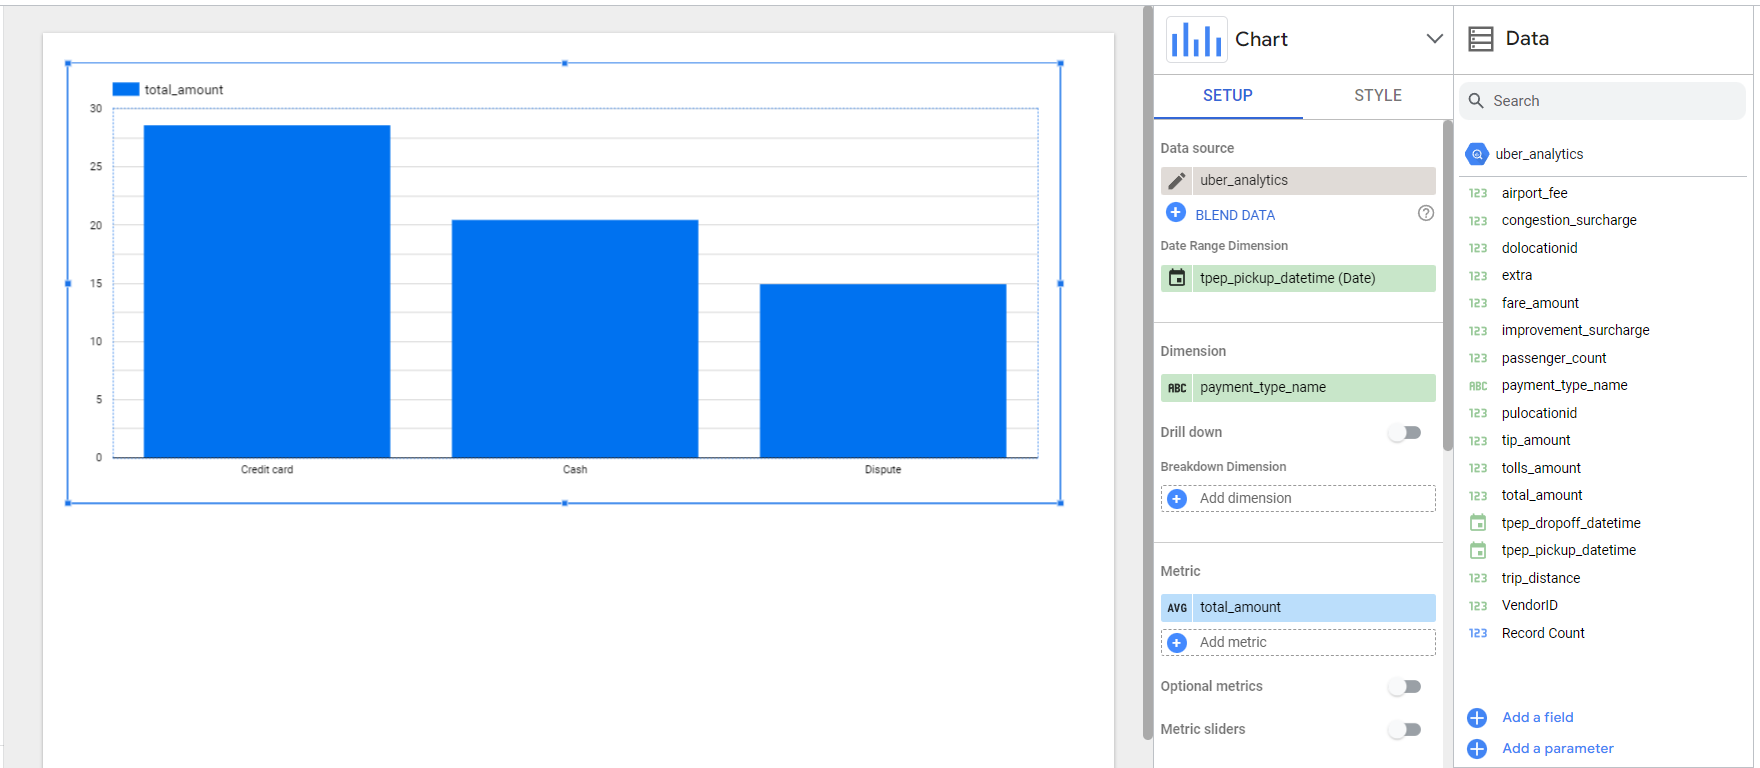 total_amount
30
25
20
15
10
5
0
Credit card
Cash
Dispute
Chart
SETUP
STYLE
Data source
uber_analytics
BLEND DATA
Date Range Dimension
tpep_pickup_datetime (Date)
Dimension
ABC payment_type_name
Drill down
Breakdown Dimension
Add dimension
Metric
AVG total_amount
Add metric
Optional metrics
Metric sliders
Data
Search
uber_analytics
123 airport_fee
123 congestion_surcharge
123 dolocationid
123 extra
123 fare_amount
123 improvement_surcharge
123 passenger_count
ABC payment_type_name
123 pulocationid
123 tip_amount
123 tolls_amount
123 total_amount
tpep_dropoff_datetime
tpep_pickup_datetime
123 trip_distance
123 VendorID
123 Record Count
Add a field
Add a parameter